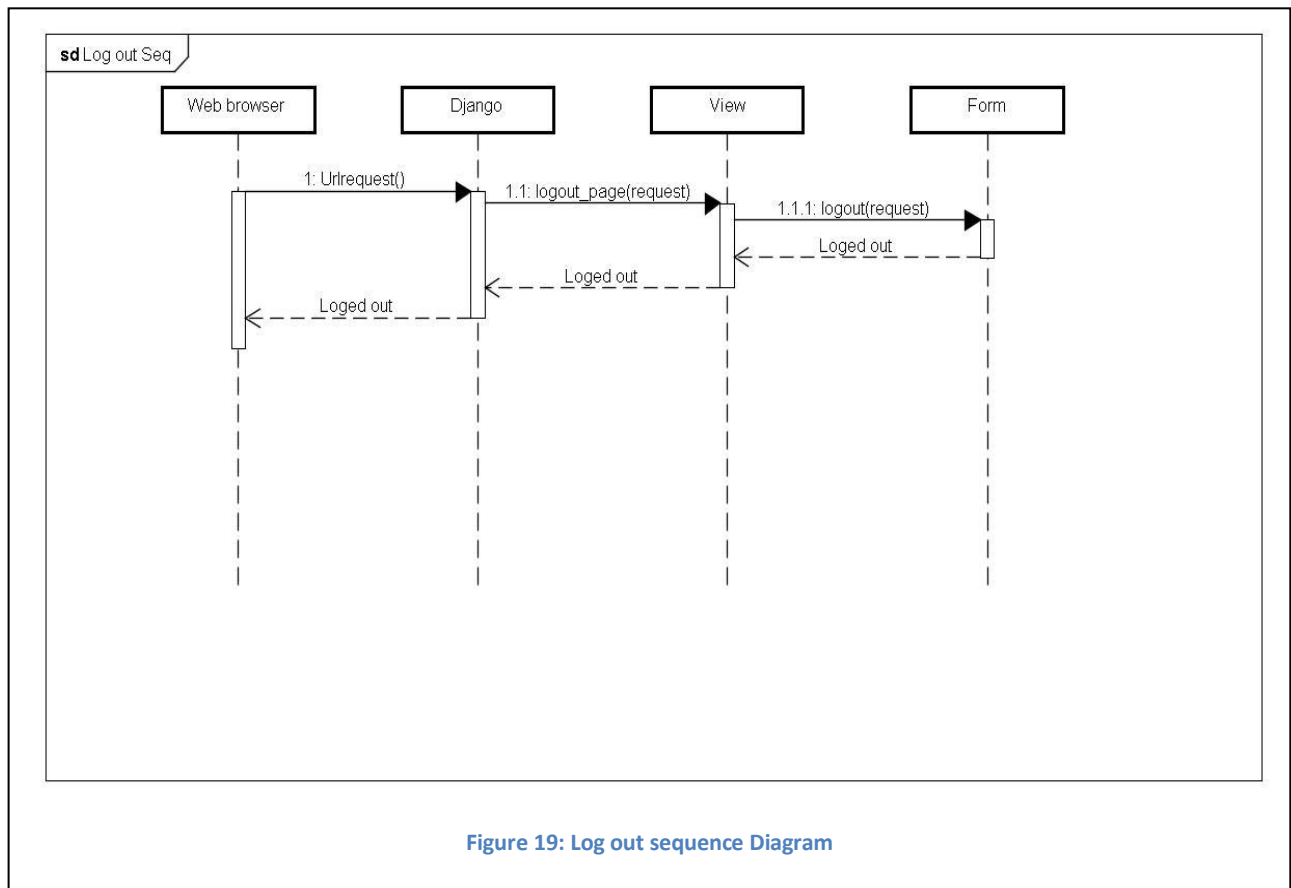 sd Log out Seq
Web browser
Django
View
Form
1: Urlrequest()
1.1: logout_page(request)
1.1.1: logout(request)
Loged out
Loged out
Loged out
Figure 19: Log out sequence Diagram